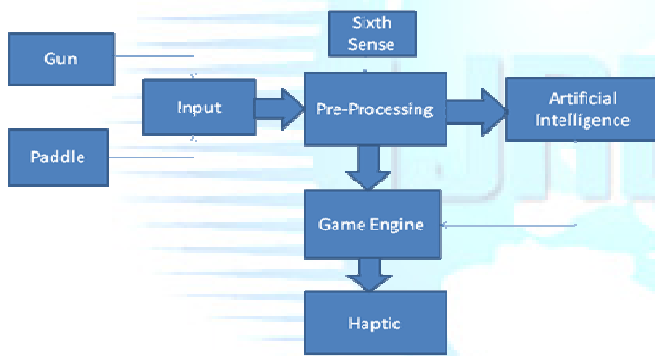 Sixth
Sense
Gun
Input
Pre-Processing
Artificial
Intelligence
Paddle
Game Engine
Haptic